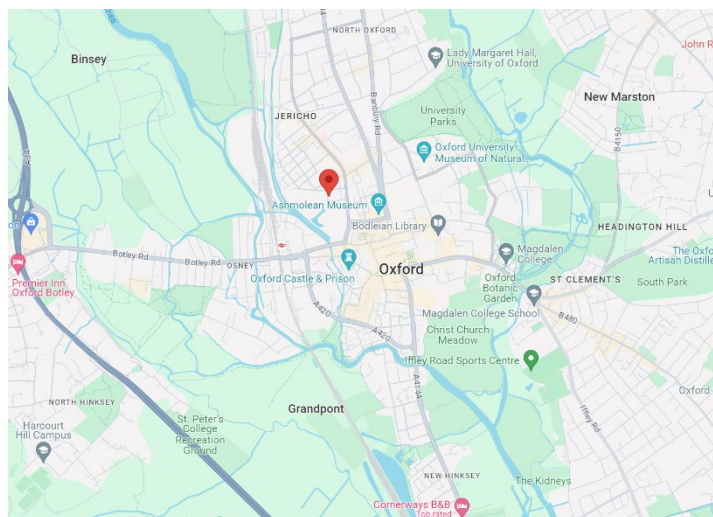 NORTH OXFORD
Lady Margaret Hall,
University of Oxford
John R
Binsey
New Marston
University
Parks
JERICHO
Banbury Rd
B4150
A34
Oxford University
Museum of Natural...
Ashmolean Museum
Bodleian Library
HEADINGTON HILL
Botley Rd
Botley Rd
OSNEY
Magdalen
College
The Oxfo
Artisan Distille
Oxford Castle & Prison
Oxford
Oxford
Botanic
Garden
ST CLEMENT'S
South Park
Premier Inn
Oxford Botley
A420
A420
Magdalen College School
B480
Christ Church
Meadow
Iffley Road Sports Centre
A4144
Oxford
NORTH HINKSEY
Grandpont
Iffley Rd
Harcourt
Hill Campus
St. Peter's
College
Recreation
Ground
NEW HINKSEY
The Kidneys
Cornerways B&B
Top rated